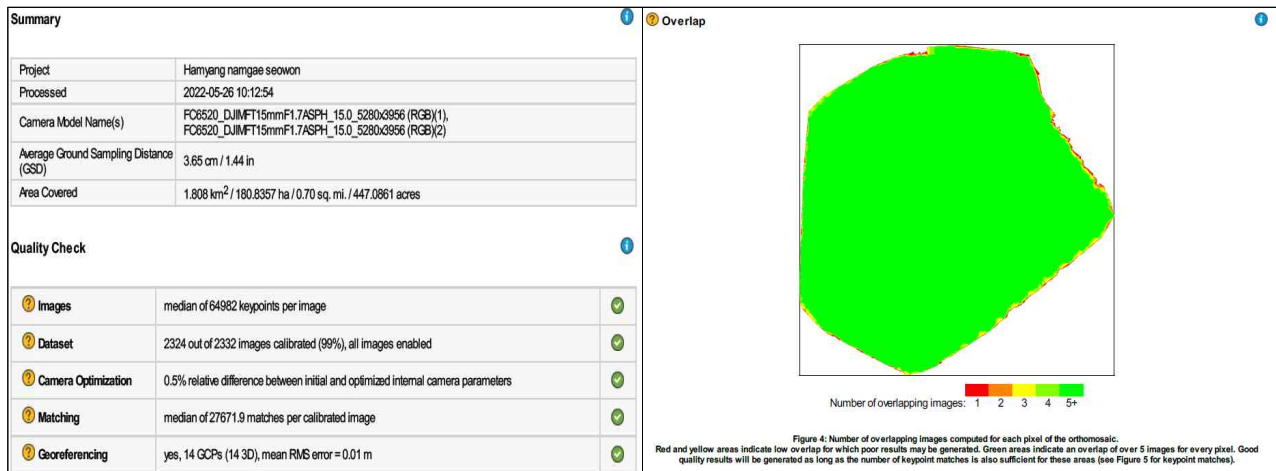 Summary
Project Hamyang namgae seowon
Processed 2022-05-26 10:12:54
Camera Model Name(s) FC6520_DJIMFT15mmF1.7ASPH_15.0_5280x3956 (RGB)(1),
FC6520_DJIMFT15mmF1.7ASPH_15.0_5280x3956 (RGB)(2)
Average Ground Sampling Distance
(GSD) 3.65 cm / 1.44 in
Area Covered 1.808 km2 / 180.8357 ha / 0.70 sq. mi. / 447.0861 acres
Quality Check
Images median of 64982 keypoints per image
Dataset 2324 out of 2332 images calibrated (99%), all images enabled
Camera Optimization 0.5% relative difference between initial and optimized internal camera parameters
Matching median of 27671.9 matches per calibrated image
Georeferencing yes, 14 GCPs (14 3D), mean RMS error = 0.01 m
Overlap
Number of overlapping images: 1 2 3 4 5+
Figure 4: Number of overlapping images computed for each pixel of the orthomosaic.
Red and yellow areas indicate low overlap for which poor results may be generated. Green areas indicate an overlap of over 5 images for every pixel. Good
quality results will be generated as long as the number of keypoint matches is also sufficient for these areas (see Figure 5 for keypoint matches).